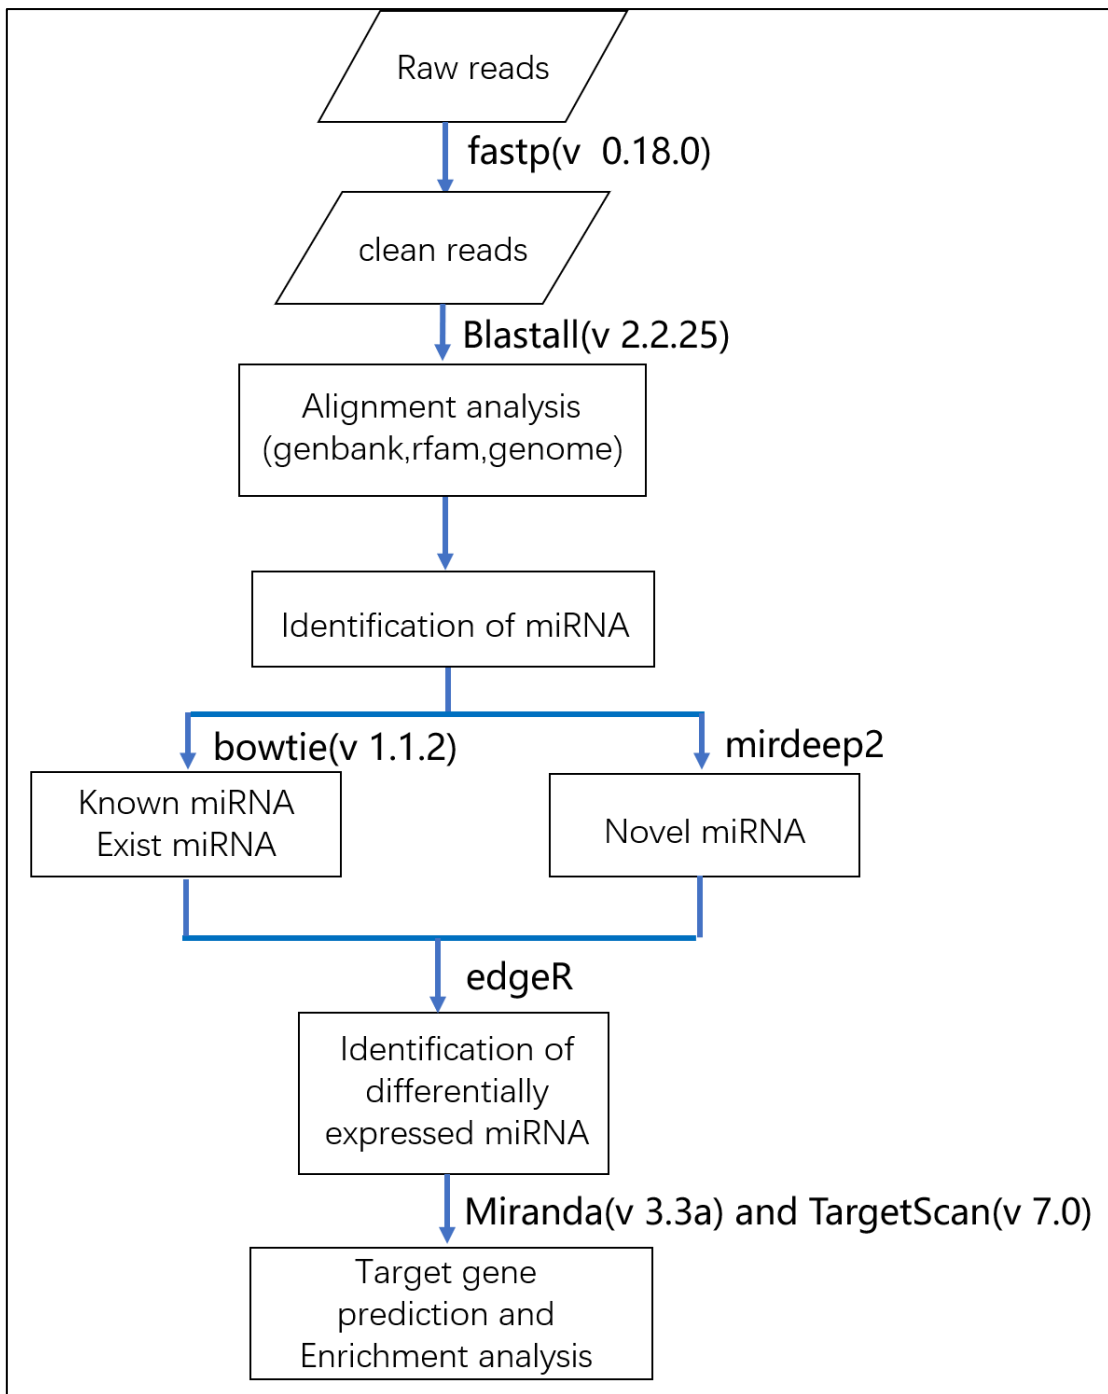 Raw reads
fastp(v  0.18.0)
clean reads
Blastall(v 2.2.25)
Alignment analysis
(genbank,rfam,genome)
Identification of miRNA
bowtie(v 1.1.2)
mirdeep2
Known miRNA
Exist miRNA
Novel miRNA
edgeR
Identification of
differentially
expressed miRNA
Miranda(v 3.3a) and TargetScan(v 7.0)
Target gene
prediction and
Enrichment analysis